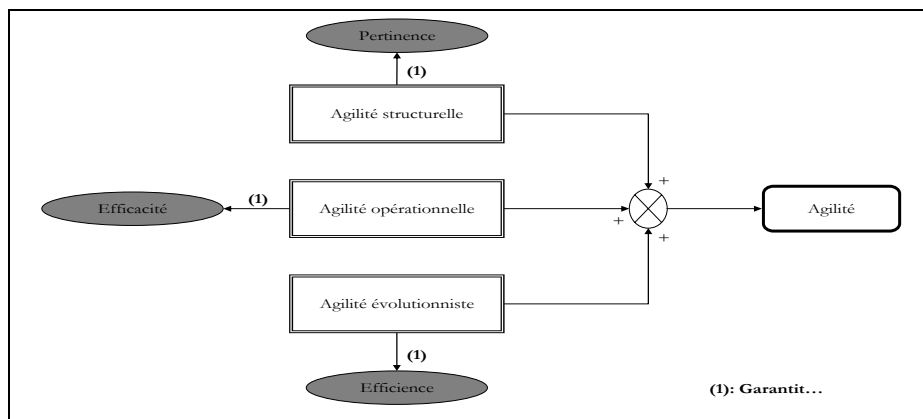 Pertinence
(1)
Agilité structurelle
+
Efficacité
(1)
Agilité opérationnelle
+
Agilité
+
Agilité évolutionniste
(1)
Efficience
(1): Garantit…